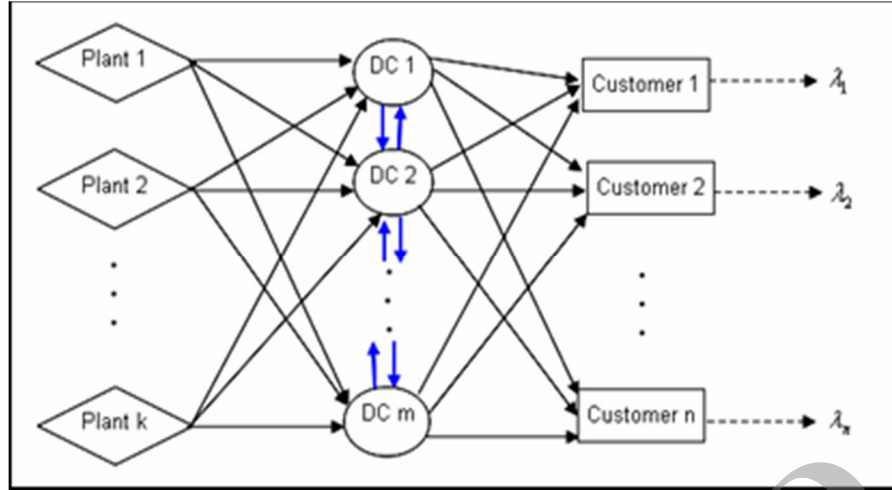 Plant 1
DC 1
Customer 1
λ₁
Plant 2
DC 2
Customer 2
λ₂
Plant k
DC m
Customer n
λₙ